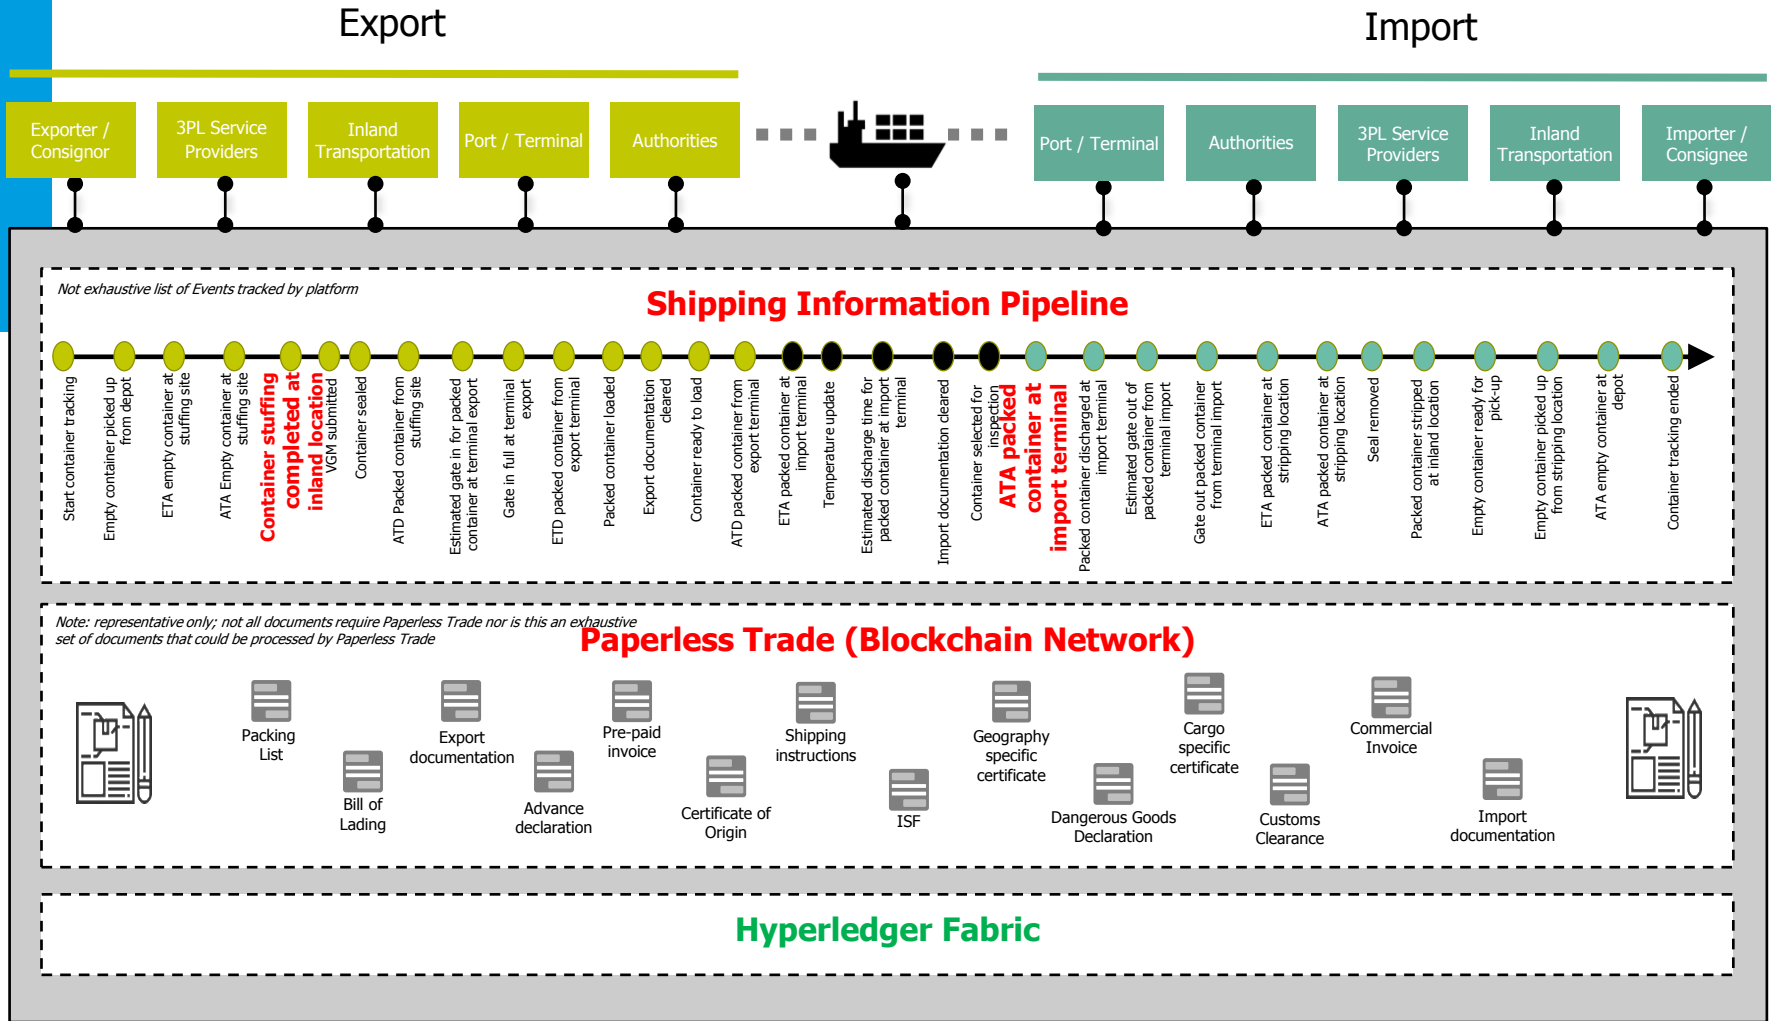 Export
Import
Exporter /
Consignor
3PL Service
Providers
Inland
Transportation
Port / Terminal
Authorities
Port / Terminal
Authorities
3PL Service
Providers
Inland
Transportation
Importer /
Consignee
Not exhaustive list of Events tracked by platform
Shipping Information Pipeline
Start container tracking
Empty container picked up
from depot
ETA empty container at
stuffing site
ATA Empty container at
stuffing site
Container stuffing
completed at
inland location
VGM submitted
Container sealed
ATD Packed container from
stuffing site
Estimated gate in for packed
container at terminal export
Gate in full at terminal
export
ETD packed container from
export terminal
Packed container loaded
Export documentation
cleared
Container ready to load
ATD packed container from
export terminal
ETA packed container at
import terminal
Temperature update
Estimated discharge time for
packed container at import
terminal
Import documentation cleared
Container selected for
inspection
ATA packed
container at
import terminal
Packed container discharged at
import terminal
Estimated gate out of
packed container from
terminal import
Gate out packed container
from terminal import
ETA packed container at
stripping location
ATA packed container at
stripping location
Seal removed
Packed container stripped
at inland location
Empty container ready for
pick-up
Empty container picked up
from stripping location
ATA empty container at
depot
Container tracking ended
Note: representative only; not all documents require Paperless Trade nor is this an exhaustive
set of documents that could be processed by Paperless Trade
Paperless Trade (Blockchain Network)
Packing
List
Bill of
Lading
Export
documentation
Advance
declaration
Pre-paid
invoice
Certificate of
Origin
Shipping
instructions
ISF
Geography
specific
certificate
Dangerous Goods
Declaration
Cargo
specific
certificate
Customs
Clearance
Commercial
Invoice
Import
documentation
Hyperledger Fabric